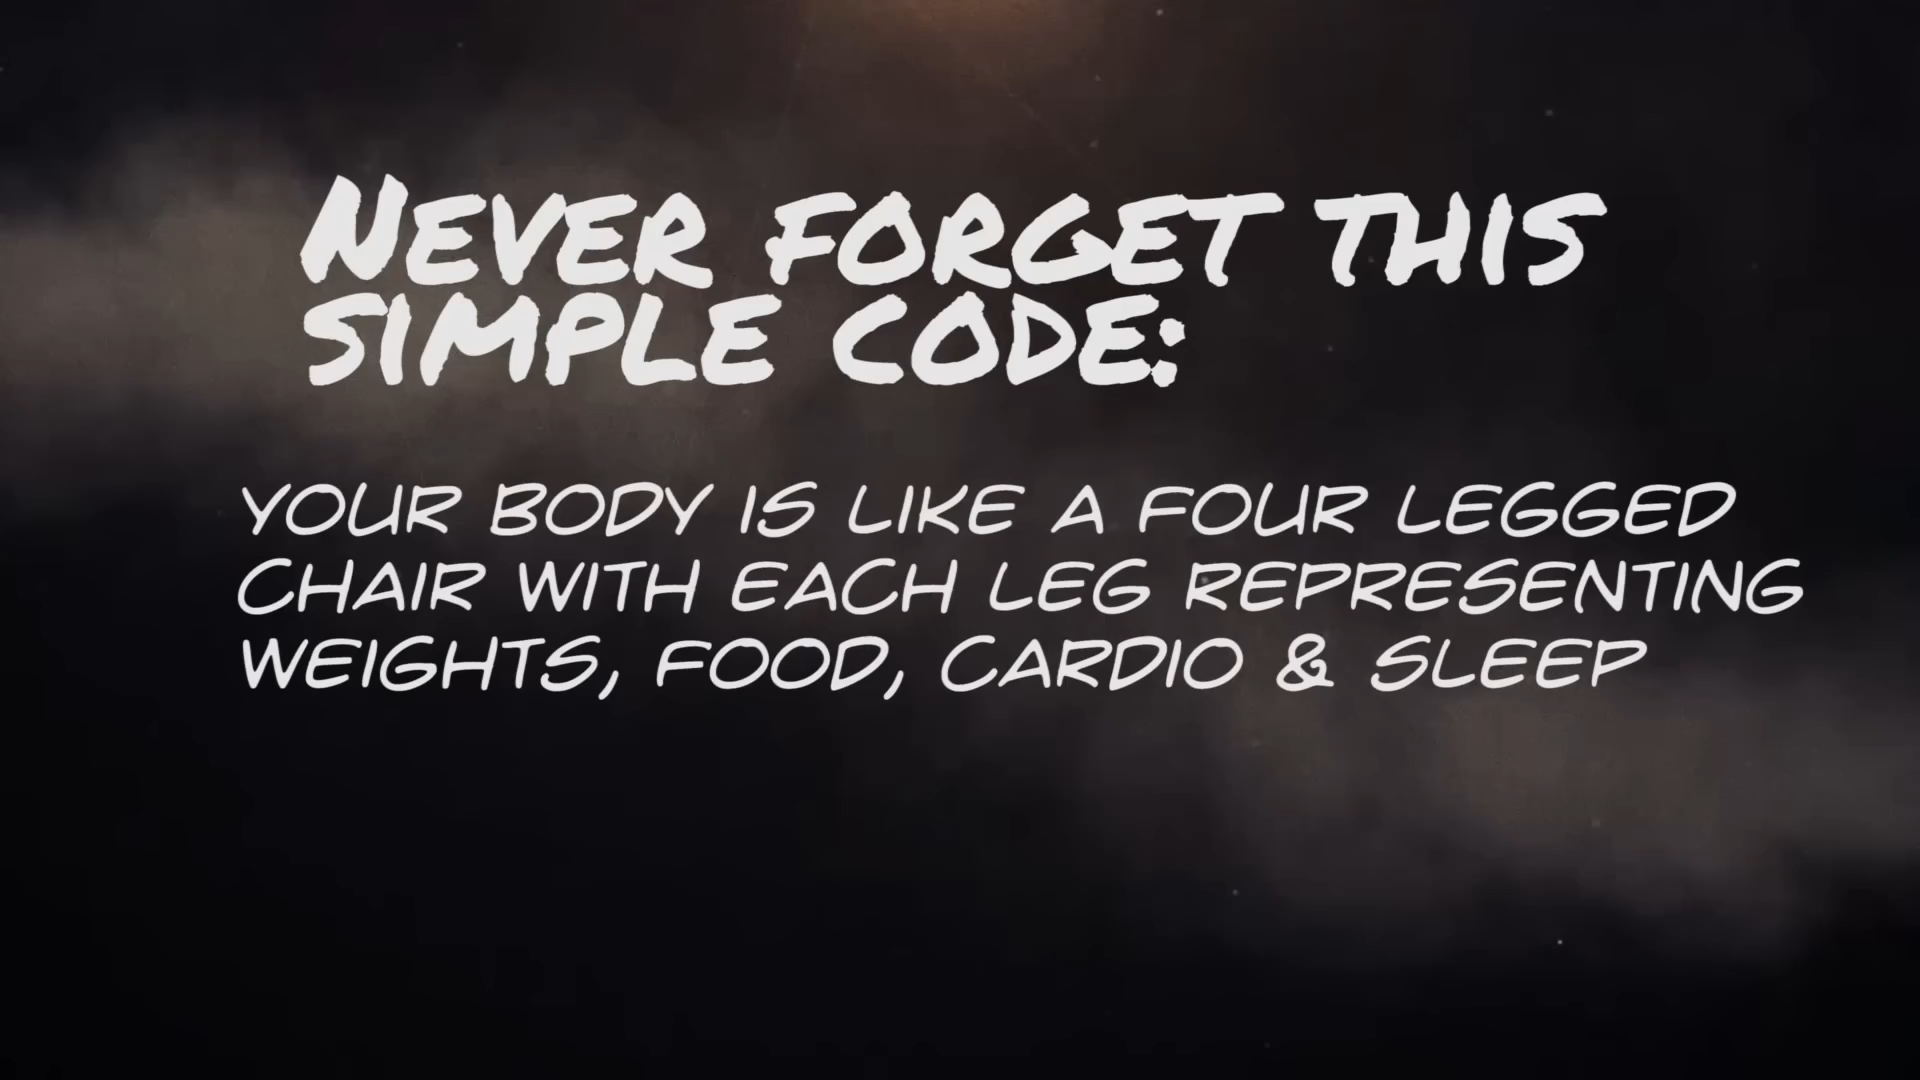 Never forget this
simple code:
YOUR BODY IS LIKE A FOUR LEGGED
CHAIR WITH EACH LEG REPRESENTING
WEIGHTS, FOOD, CARDIO & SLEEP